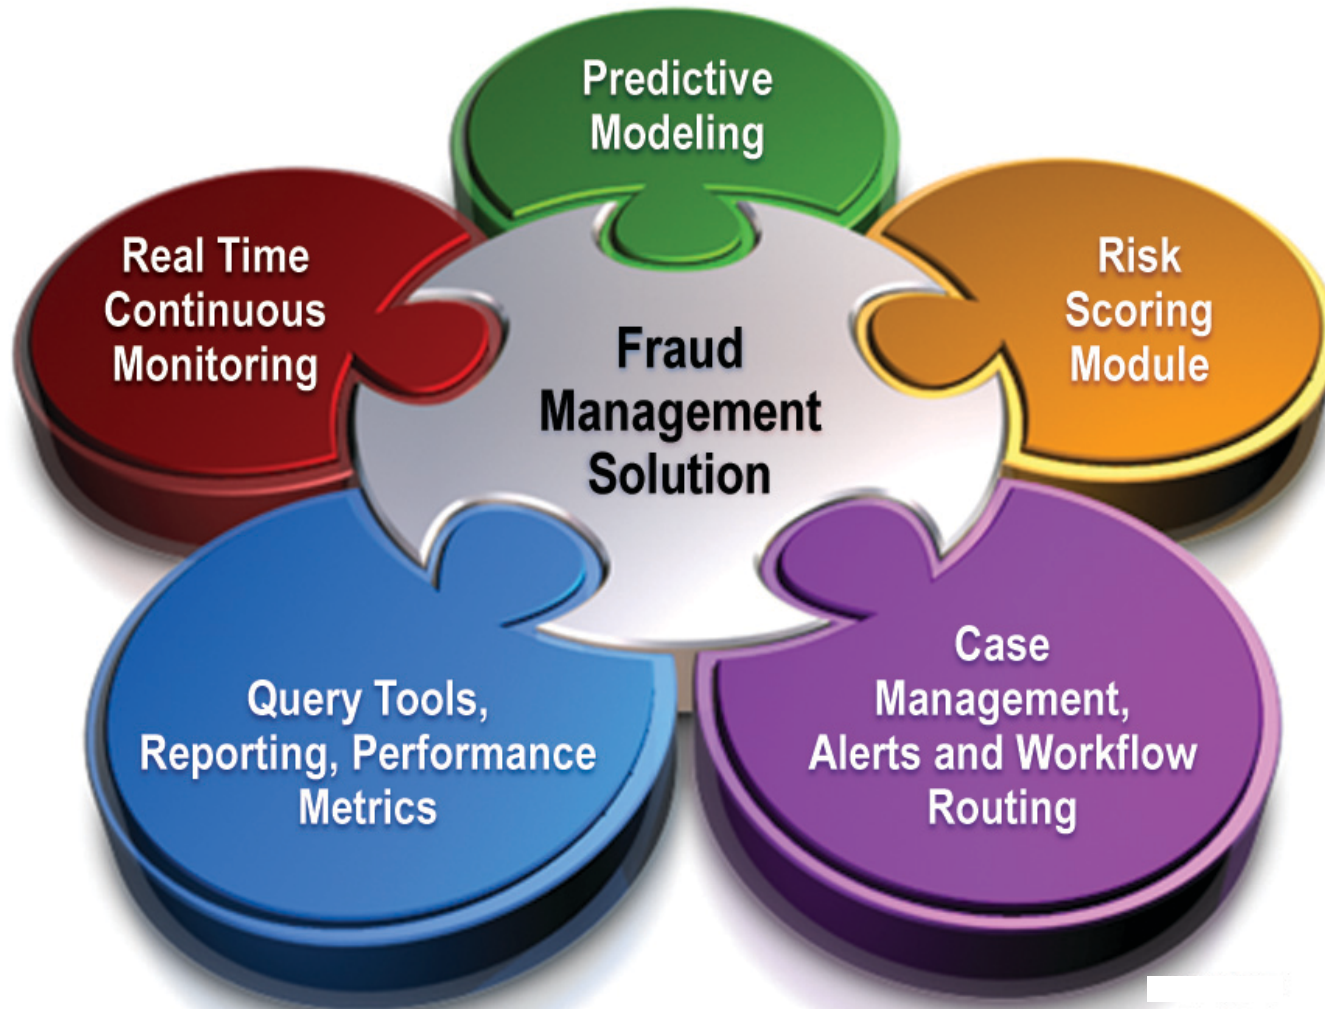 Predictive
Modeling
Real Time
Continuous
Monitoring
Risk
Scoring
Module
Fraud
Management
Solution
Query Tools,
Reporting, Performance
Metrics
Case
Management,
Alerts and Workflow
Routing